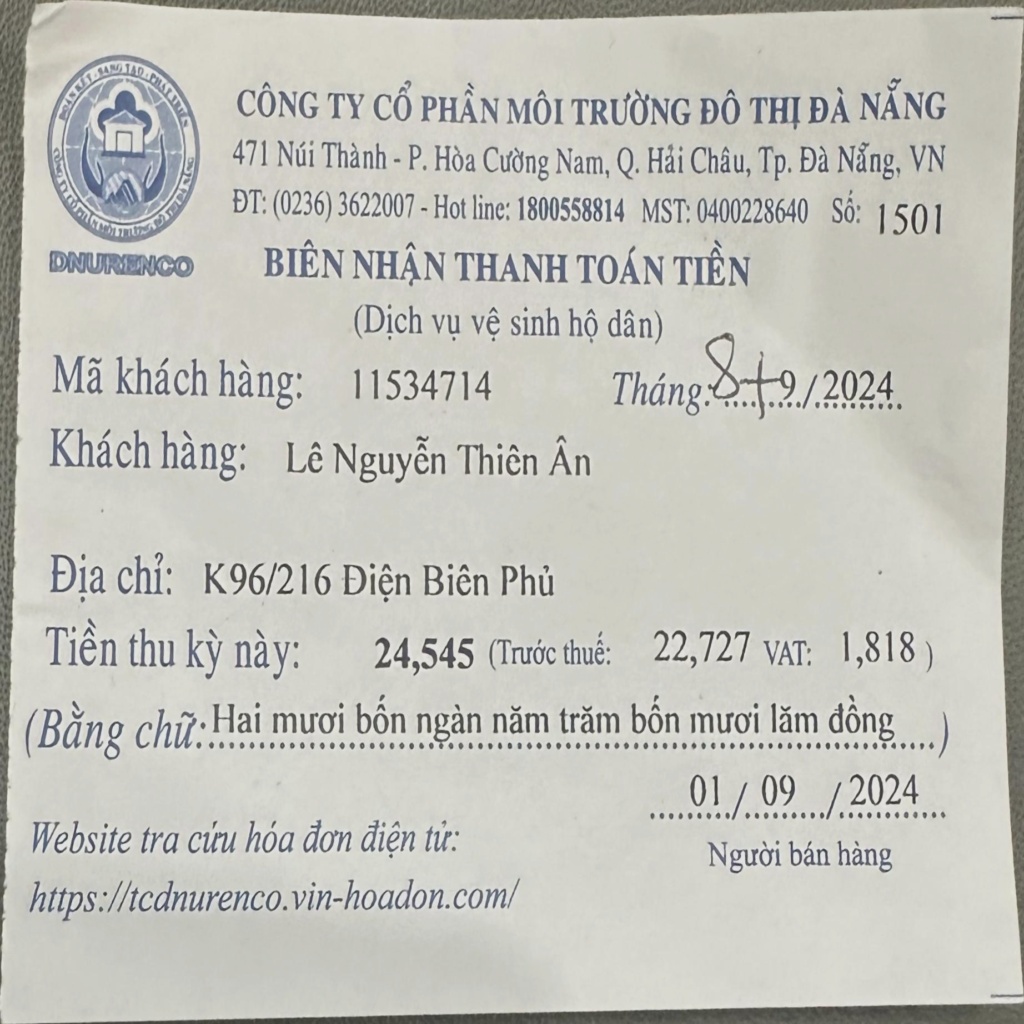 ĐOÀN KẾT - SÁNG TẠO - PHÁT TRIỂN
CÔNG TY CỔ PHẦN MÔI TRƯỜNG ĐÔ THỊ ĐÀ NẴNG
DNURENCO
CÔNG TY CỔ PHẦN MÔI TRƯỜNG ĐÔ THỊ ĐÀ NẴNG
471 Núi Thành - P. Hòa Cường Nam, Q. Hải Châu, Tp. Đà Nẵng, VN
ĐT: (0236) 3622007 - Hot line: 1800558814 MST: 0400228640 Số: 1501
BIÊN NHẬN THANH TOÁN TIỀN
(Dịch vụ vệ sinh hộ dân)
Mã khách hàng: 11534714 Tháng: 8+9/2024
Khách hàng: Lê Nguyễn Thiên Ân
Địa chỉ: K96/216 Điện Biên Phủ
Tiền thu kỳ này: 24,545 (Trước thuế: 22,727 VAT: 1,818 )
(Bằng chữ: Hai mươi bốn ngàn năm trăm bốn mươi lăm đồng )
01 / 09 / 2024
Người bán hàng
Website tra cứu hóa đơn điện tử:
https://tcdnurenco.vin-hoadon.com/